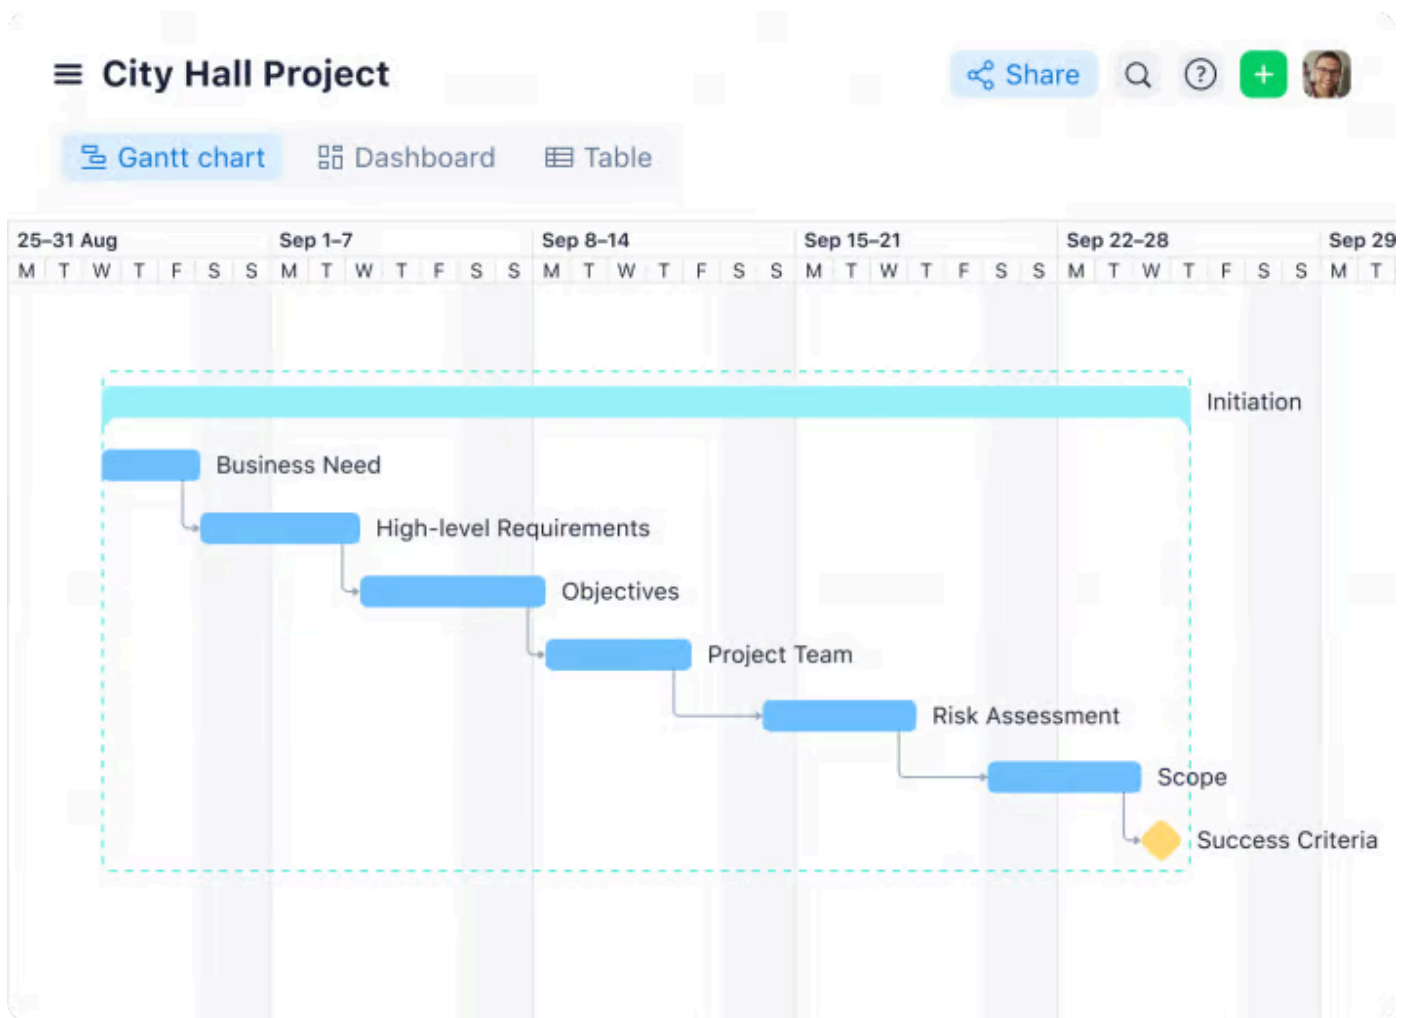 City Hall Project
Share
Gantt chart Dashboard Table
25–31 Aug Sep 1–7 Sep 8–14 Sep 15–21 Sep 22–28 Sep 29
M T W T F S S M T W T F S S M T W T F S S M T W T F S S M T W T F S S M T
Initiation
Business Need
High-level Requirements
Objectives
Project Team
Risk Assessment
Scope
Success Criteria